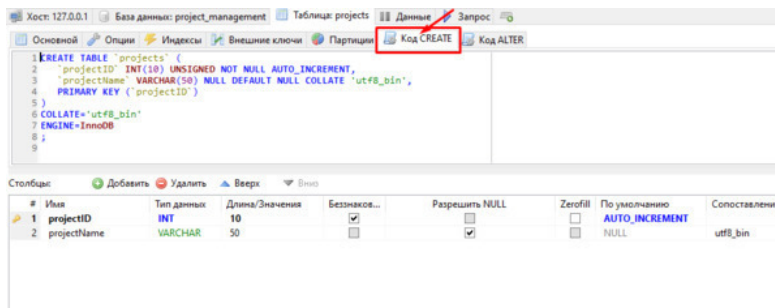 Хост: 127.0.0.1 База данных: project_management Таблица: projects Данные Запрос
Основной Опции Индексы Внешние ключи Партиции Код CREATE Код ALTER
1 CREATE TABLE `projects` (
2 `projectID` INT(10) UNSIGNED NOT NULL AUTO_INCREMENT,
3 `projectName` VARCHAR(50) NULL DEFAULT NULL COLLATE 'utf8_bin',
4 PRIMARY KEY (`projectID`)
5 )
6 COLLATE='utf8_bin'
7 ENGINE=InnoDB
8 ;
9
Столбцы: Добавить Удалить Вверх Вниз
# Имя Тип данных Длина/Значения Беззнаков... Разрешить NULL Zerofill По умолчанию Сопоставлени
1 projectID INT 10 AUTO_INCREMENT
2 projectName VARCHAR 50 NULL utf8_bin